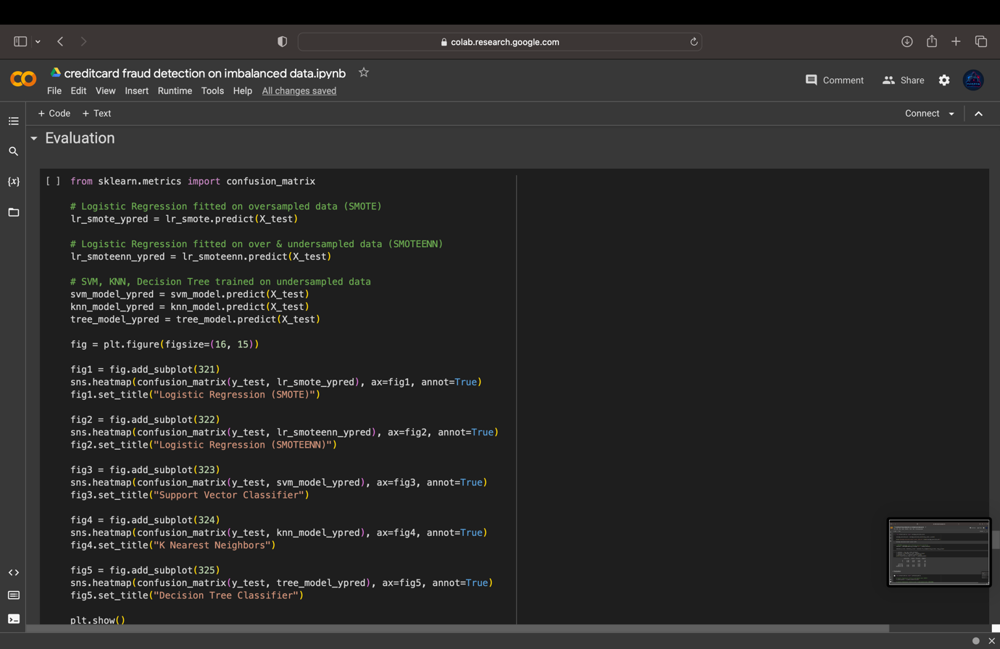 colab.research.google.com
creditcard fraud detection on imbalanced data.ipynb
File Edit View Insert Runtime Tools Help All changes saved
Comment Share
+ Code + Text
Connect
Evaluation
[ ] from sklearn.metrics import confusion_matrix
# Logistic Regression fitted on oversampled data (SMOTE)
lr_smote_ypred = lr_smote.predict(X_test)
# Logistic Regression fitted on over & undersampled data (SMOTEENN)
lr_smoteenn_ypred = lr_smoteenn.predict(X_test)
# SVM, KNN, Decision Tree trained on undersampled data
svm_model_ypred = svm_model.predict(X_test)
knn_model_ypred = knn_model.predict(X_test)
tree_model_ypred = tree_model.predict(X_test)
fig = plt.figure(figsize=(16, 15))
fig1 = fig.add_subplot(321)
sns.heatmap(confusion_matrix(y_test, lr_smote_ypred), ax=fig1, annot=True)
fig1.set_title("Logistic Regression (SMOTE)")
fig2 = fig.add_subplot(322)
sns.heatmap(confusion_matrix(y_test, lr_smoteenn_ypred), ax=fig2, annot=True)
fig2.set_title("Logistic Regression (SMOTEENN)")
fig3 = fig.add_subplot(323)
sns.heatmap(confusion_matrix(y_test, svm_model_ypred), ax=fig3, annot=True)
fig3.set_title("Support Vector Classifier")
fig4 = fig.add_subplot(324)
sns.heatmap(confusion_matrix(y_test, knn_model_ypred), ax=fig4, annot=True)
fig4.set_title("K Nearest Neighbors")
fig5 = fig.add_subplot(325)
sns.heatmap(confusion_matrix(y_test, tree_model_ypred), ax=fig5, annot=True)
fig5.set_title("Decision Tree Classifier")
plt.show()